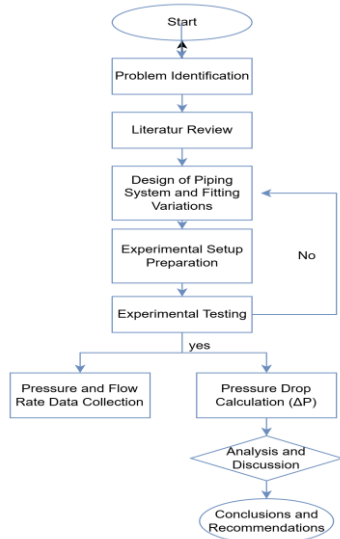 Start
Problem Identification
Literatur Review
Design of Piping
System and Fitting
Variations
Experimental Setup
Preparation
No
Experimental Testing
yes
Pressure and Flow
Rate Data Collection
Pressure Drop
Calculation (ΔP)
Analysis and
Discussion
Conclusions and
Recommendations